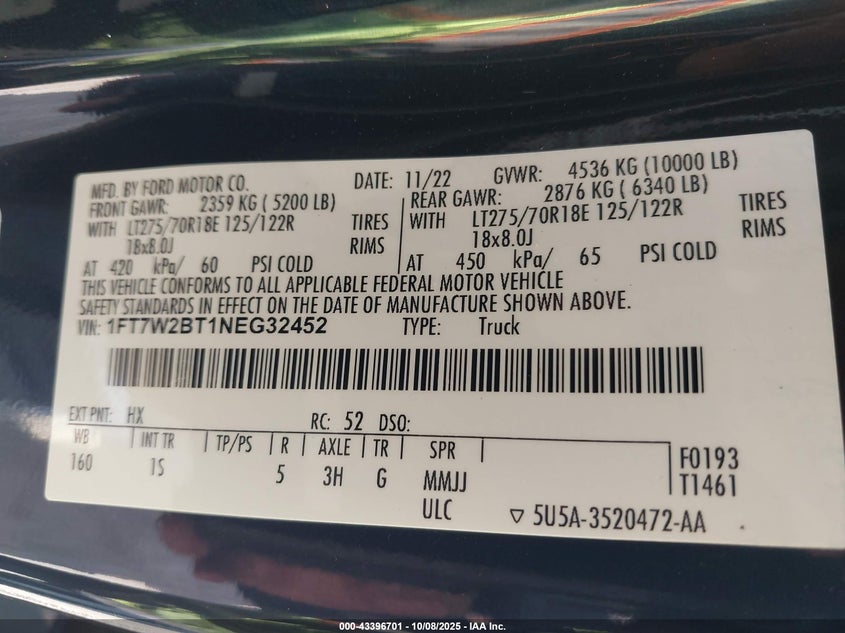 MFD. BY FORD MOTOR CO. DATE: 11/22 GVWR: 4536 KG (10000 LB)
FRONT GAWR: 2359 KG ( 5200 LB) REAR GAWR: 2876 KG ( 6340 LB)
WITH LT275/70R18E 125/122R TIRES WITH LT275/70R18E 125/122R TIRES
18x8.0J RIMS 18x8.0J RIMS
AT 420 kPa/ 60 PSI COLD AT 450 kPa/ 65 PSI COLD
THIS VEHICLE CONFORMS TO ALL APPLICABLE FEDERAL MOTOR VEHICLE
SAFETY STANDARDS IN EFFECT ON THE DATE OF MANUFACTURE SHOWN ABOVE.
VIN: 1FT7W2BT1NEG32452 TYPE: Truck
EXT PNT: HX RC: 52 DSO:
WB INT TR TP/PS R AXLE TR SPR F0193
160 1S 5 3H G MMJJ T1461
ULC ▽ 5U5A-3520472-AA
000-43396701 - 10/08/2025 - IAA Inc.